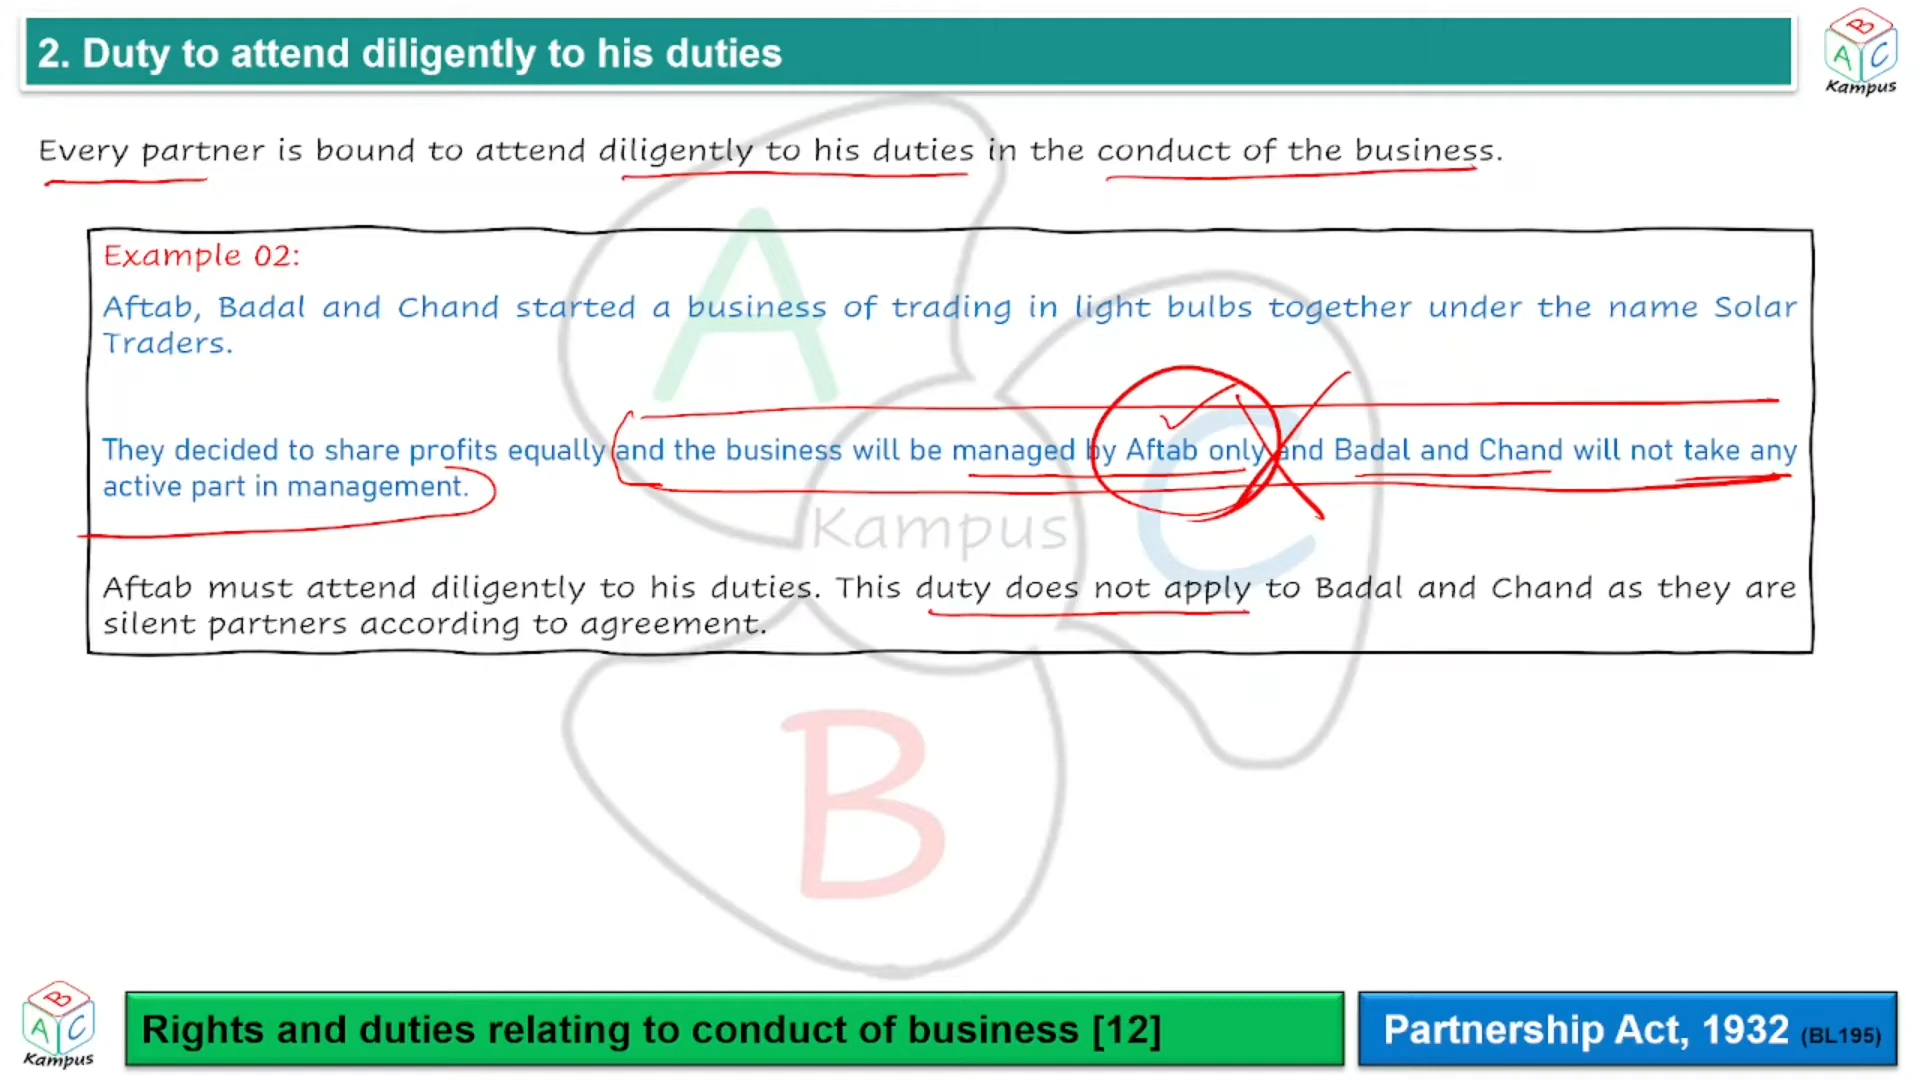 2. Duty to attend diligently to his duties
B
A C
Kampus
Every partner is bound to attend diligently to his duties in the conduct of the business.
Example 02:
Aftab, Badal and Chand started a business of trading in light bulbs together under the name Solar
Traders.
They decided to share profits equally and the business will be managed by Aftab only and Badal and Chand will not take any
active part in management.
Aftab must attend diligently to his duties. This duty does not apply to Badal and Chand as they are
silent partners according to agreement.
A
C
Kampus
B
B
A C
Kampus
Rights and duties relating to conduct of business [12]
Partnership Act, 1932 (BL195)